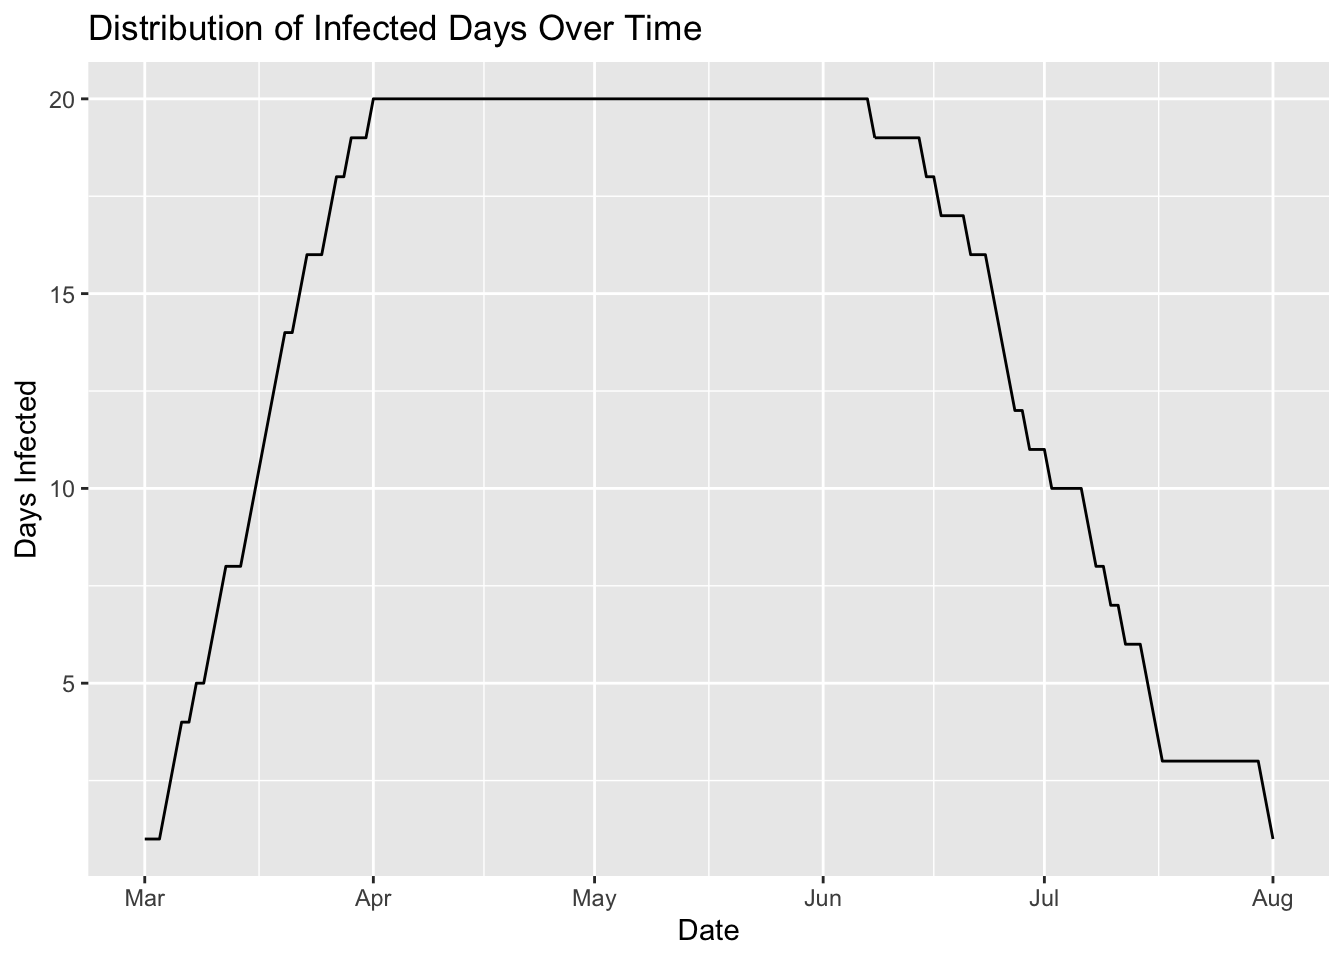 Distribution of Infected Days Over Time
Days Infected
20
15
10
5
Mar Apr May Jun Jul Aug
Date